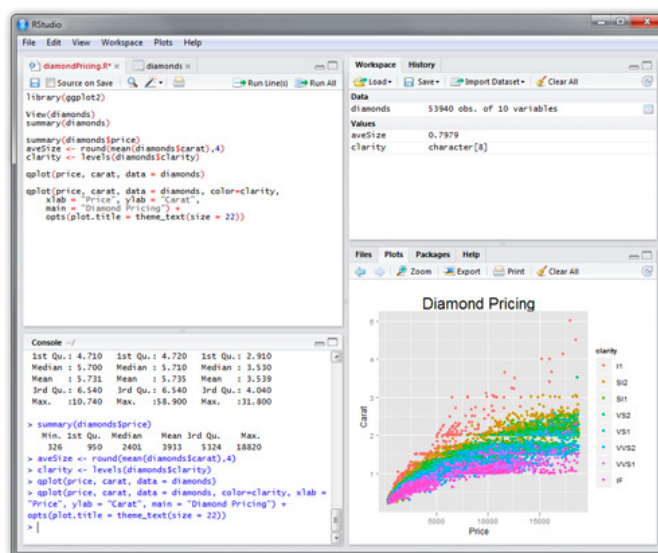 RStudio
File Edit View Workspace Plots Help
diamondPricing.R* × diamonds ×
Source on Save Run Line(s) Run All
library(ggplot2)
View(diamonds)
summary(diamonds)
summary(diamonds$price)
aveSize <- round(mean(diamonds$carat),4)
clarity <- levels(diamonds$clarity)
qplot(price, carat, data = diamonds)
qplot(price, carat, data = diamonds, color=clarity,
xlab = "Price", ylab = "Carat",
main = "Diamond Pricing") +
opts(plot.title = theme_text(size = 22))
Console ~/
1st Qu.: 4.710 1st Qu.: 4.720 1st Qu.: 2.910
Median : 5.700 Median : 5.710 Median : 3.530
Mean : 5.731 Mean : 5.735 Mean : 3.539
3rd Qu.: 6.540 3rd Qu.: 6.540 3rd Qu.: 4.040
Max. :10.740 Max. :58.900 Max. :31.800
> summary(diamonds$price)
Min. 1st Qu. Median Mean 3rd Qu. Max.
326 950 2401 3933 5324 18820
> aveSize <- round(mean(diamonds$carat),4)
> clarity <- levels(diamonds$clarity)
> qplot(price, carat, data = diamonds)
> qplot(price, carat, data = diamonds, color=clarity, xlab =
"Price", ylab = "Carat", main = "Diamond Pricing") +
opts(plot.title = theme_text(size = 22))
>
Workspace History
Load Save Import Dataset Clear All
Data
diamonds 53940 obs. of 10 variables
Values
aveSize 0.7979
clarity character[8]
Files Plots Packages Help
Zoom Export Print Clear All
Diamond Pricing
5
4
3
2
1
Carat
5000 10000 15000
Price
clarity
I1
SI2
SI1
VS2
VS1
VVS2
VVS1
IF